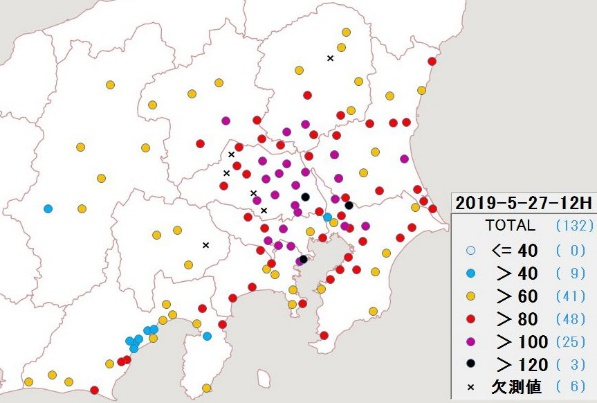 2019-5-27-12H
TOTAL (132)
<= 40 ( 0)
> 40 ( 9)
> 60 (41)
> 80 (48)
> 100 (25)
> 120 ( 3)
× 欠測値 ( 6)